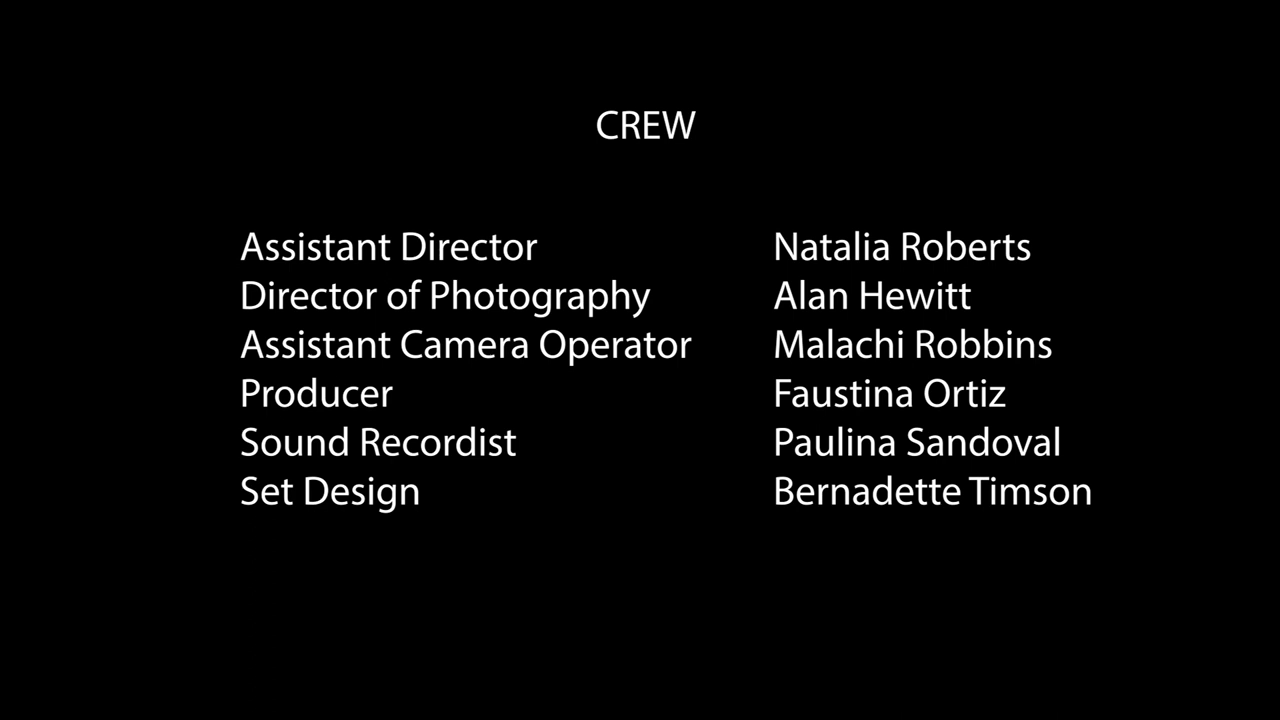 CREW
Assistant Director Natalia Roberts
Director of Photography Alan Hewitt
Assistant Camera Operator Malachi Robbins
Producer Faustina Ortiz
Sound Recordist Paulina Sandoval
Set Design Bernadette Timson